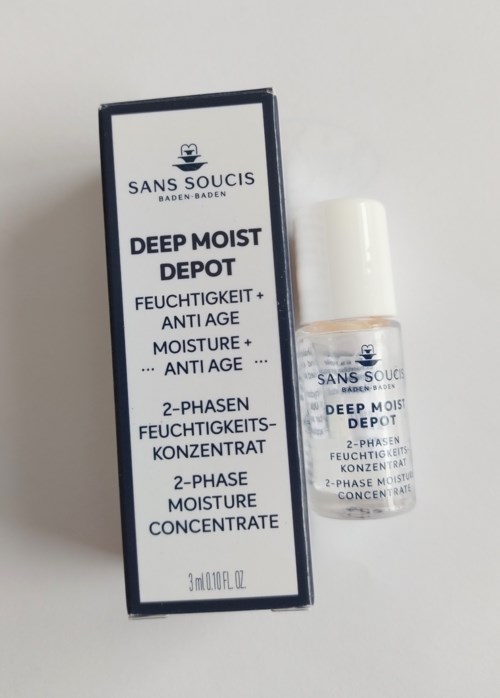 SANS SOUCIS
BADEN-BADEN
DEEP MOIST
DEPOT
FEUCHTIGKEIT +
ANTI AGE
MOISTURE +
··· ANTI AGE ···
2-PHASEN
FEUCHTIGKEITS-
KONZENTRAT
2-PHASE
MOISTURE
CONCENTRATE
3 ml 0.10 FL. OZ.
SANS SOUCIS
BADEN-BADEN
DEEP MOIST
DEPOT
2-PHASEN
FEUCHTIGKEITS-
KONZENTRAT
2-PHASE MOISTURE
CONCENTRATE